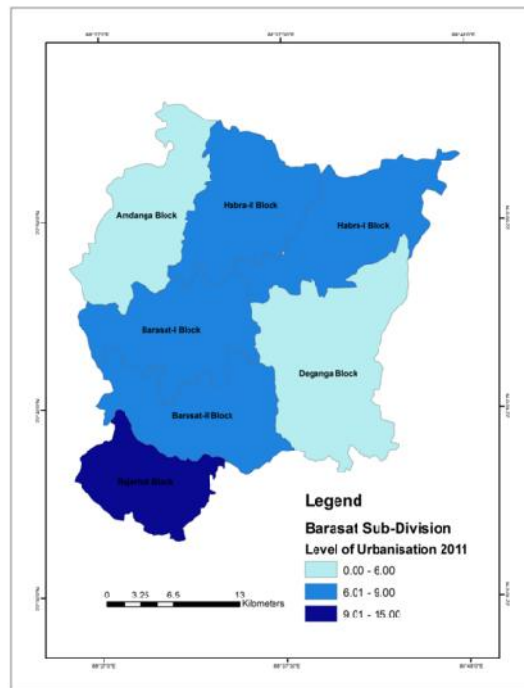 Habra-II Block
Amdanga Block
Habra-I Block
Barasat-I Block
Deganga Block
Barasat-II Block
Rajarhat Block
Legend
Barasat Sub-Division
Level of Urbanisation 2011
0.00 - 6.00
6.01 - 9.00
9.01 - 15.00
0 3.25 6.5 13
Kilometers